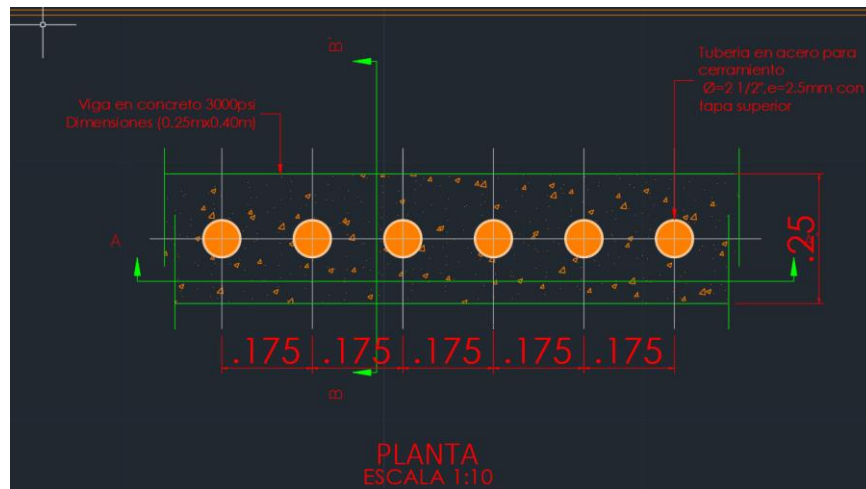 B'
Tuberia en acero para
cerramiento
Ø=2 1/2",e=2.5mm con
tapa superior
Viga en concreto 3000psi
Dimensiones (0,25mx0.40m)
A
.25
.175 .175 .175 .175 .175
B
PLANTA
ESCALA 1:10